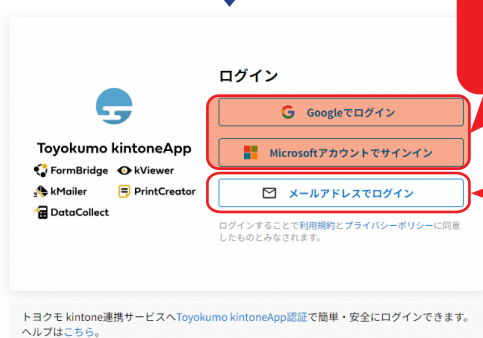 ログイン
Googleでログイン
Toyokumo kintoneApp
Microsoftアカウントでサインイン
FormBridge kViewer
kMailer PrintCreator
メールアドレスでログイン
DataCollect
ログインすることで利用規約とプライバシーポリシーに同意
したものとみなされます。
トヨクモ kintone連携サービスへToyokumo kintoneApp認証で簡単・安全にログインできます。
ヘルプはこちら。